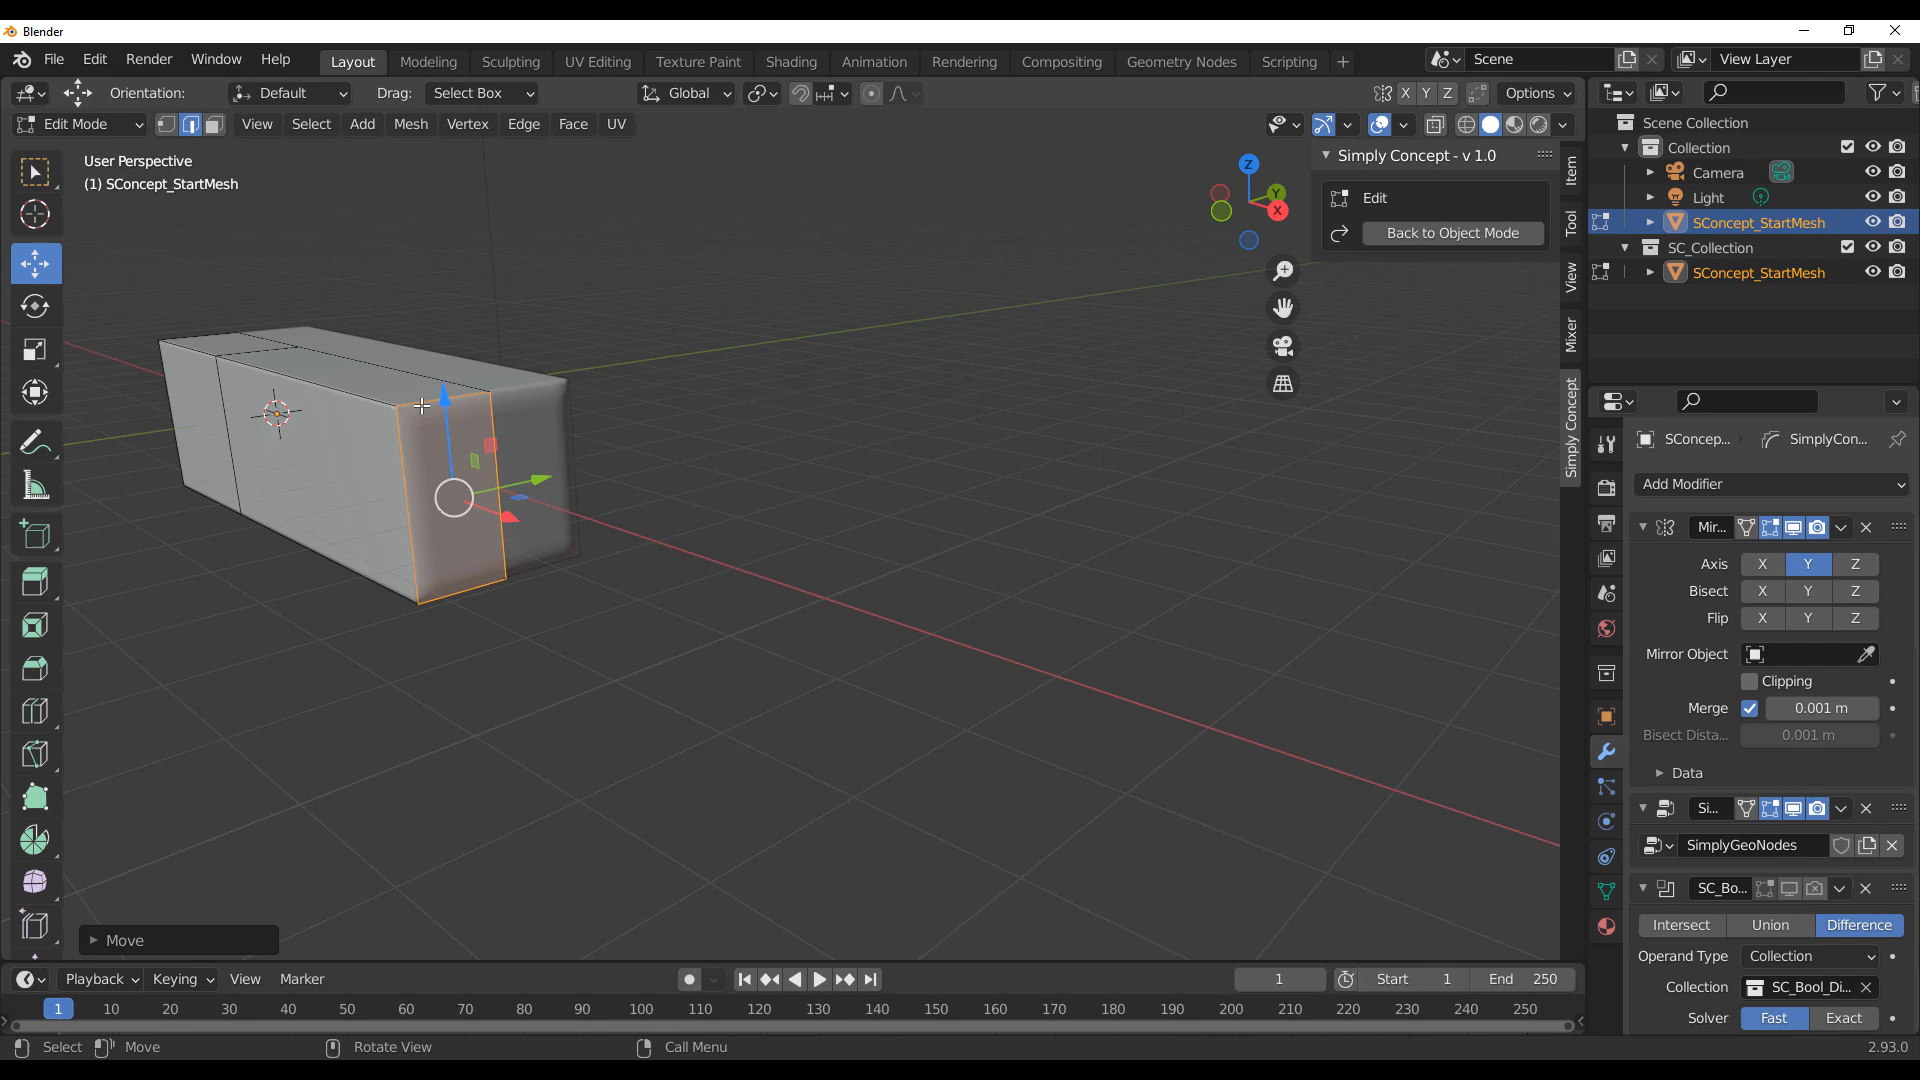 Blender
File Edit Render Window Help Layout Modeling Sculpting UV Editing Texture Paint Shading Animation Rendering Compositing Geometry Nodes Scripting + Scene View Layer
Orientation: Default Drag: Select Box Global X Y Z Options
Edit Mode View Select Add Mesh Vertex Edge Face UV
Scene Collection
Collection
Camera
Light
SConcept_StartMesh
SC_Collection
SConcept_StartMesh
User Perspective
(1) SConcept_StartMesh
Z
Y
X
Simply Concept - v 1.0
Edit
Back to Object Mode
Item
Tool
View
Mixer
Simply Concept
SConcep... SimplyCon...
Add Modifier
Mir...
Axis X Y Z
Bisect X Y Z
Flip X Y Z
Mirror Object
Clipping
Merge 0.001 m
Bisect Dista... 0.001 m
Data
Si...
SimplyGeoNodes
SC_Bo...
Intersect Union Difference
Operand Type Collection
Collection SC_Bool_Di...
Solver Fast Exact
Move
Playback Keying View Marker 1 Start 1 End 250
1 10 20 30 40 50 60 70 80 90 100 110 120 130 140 150 160 170 180 190 200 210 220 230 240 250
Select Move Rotate View Call Menu 2.93.0